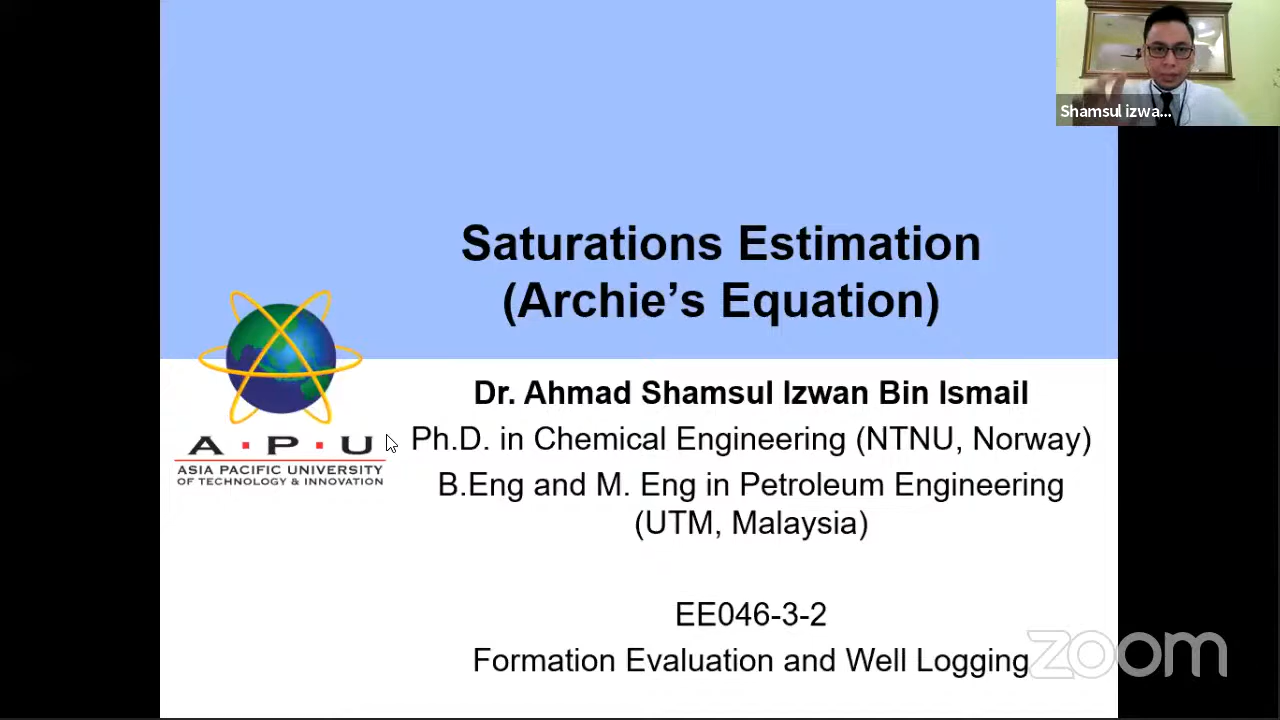 Shamsul izwa...
Saturations Estimation
(Archie's Equation)
Dr. Ahmad Shamsul Izwan Bin Ismail
Ph.D. in Chemical Engineering (NTNU, Norway)
B.Eng and M. Eng in Petroleum Engineering
(UTM, Malaysia)
A·P·U
ASIA PACIFIC UNIVERSITY
OF TECHNOLOGY & INNOVATION
EE046-3-2
Formation Evaluation and Well Logging
zoom